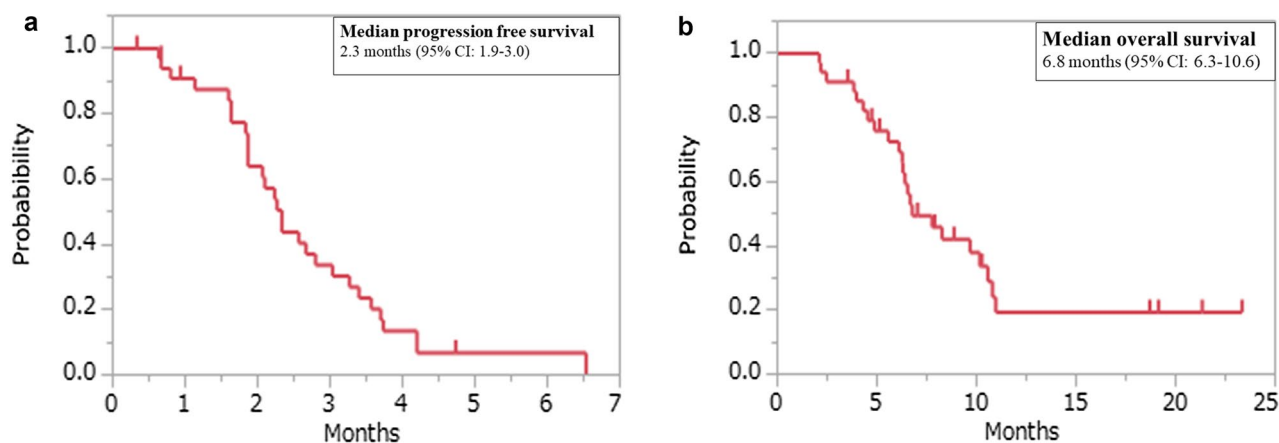 a
Median progression free survival
2.3 months (95% CI: 1.9-3.0)
1.0
0.8
0.6
0.4
0.2
0.0
Probability
0 1 2 3 4 5 6 7
Months
b
Median overall survival
6.8 months (95% CI: 6.3-10.6)
1.0
0.8
0.6
0.4
0.2
0.0
Probability
0 5 10 15 20 25
Months